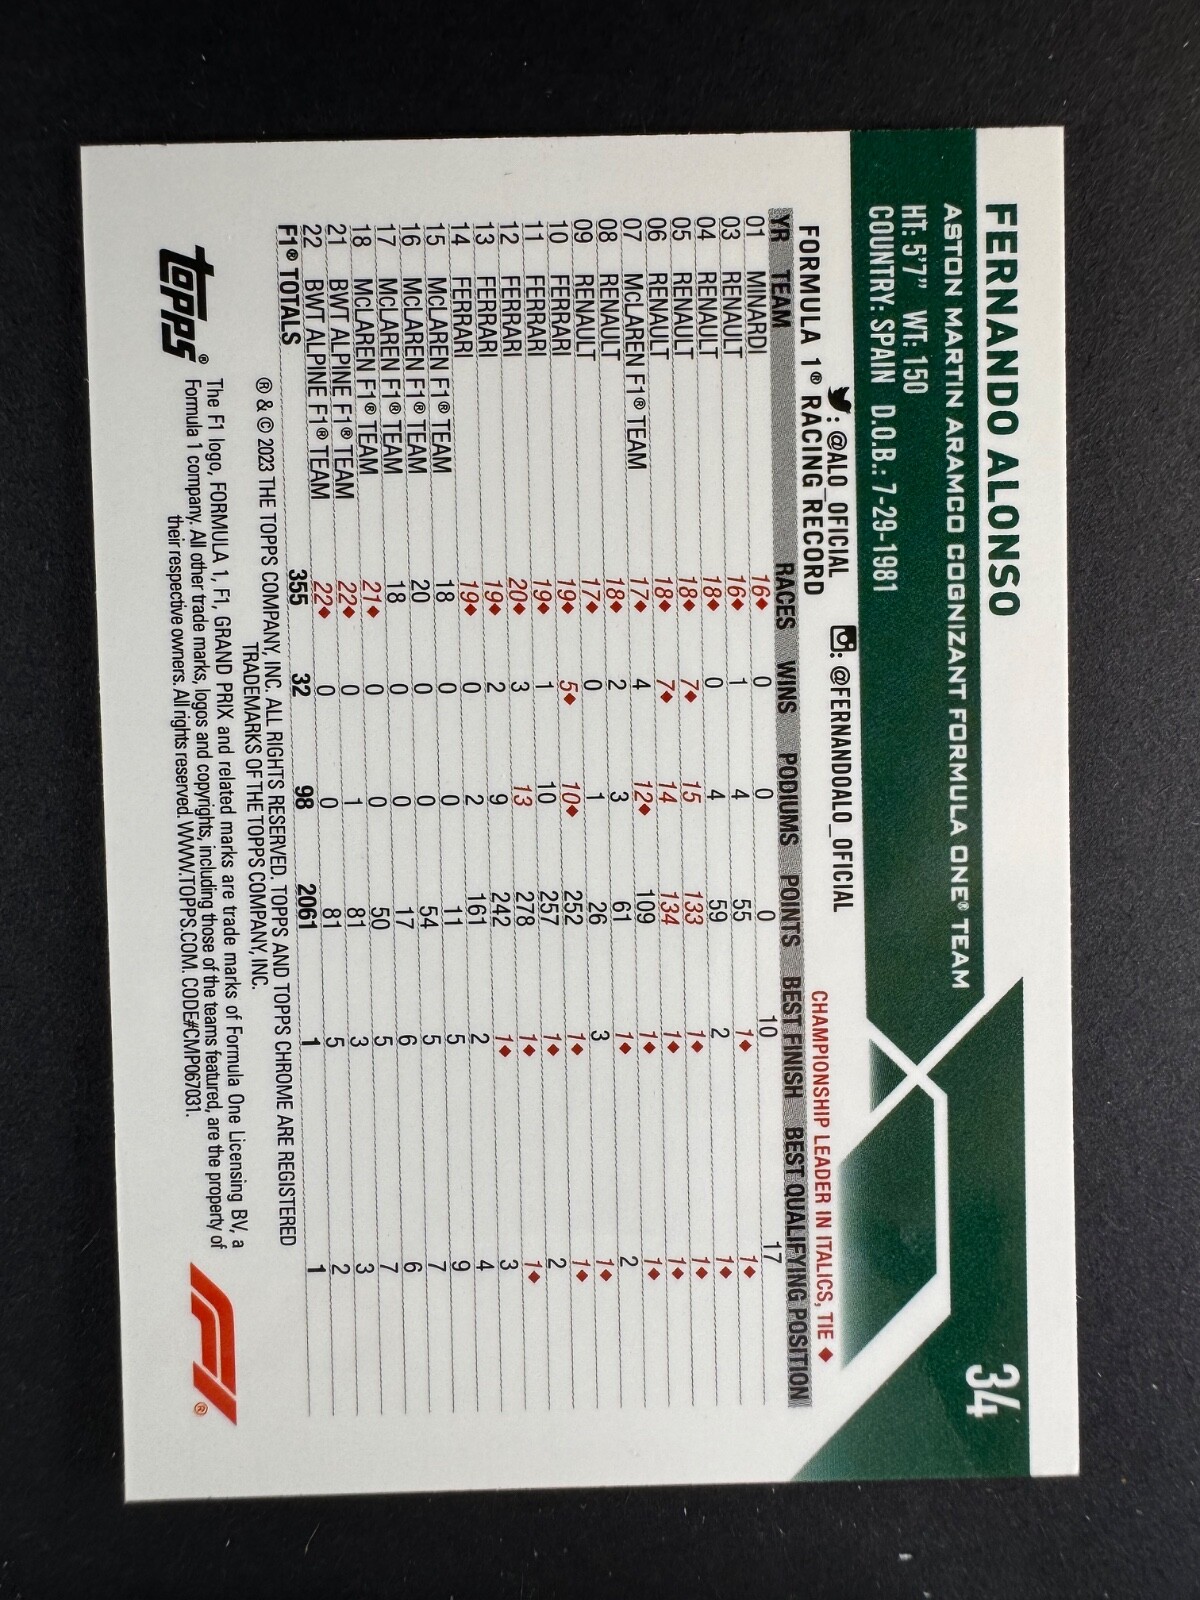 FERNANDO ALONSO
34
ASTON MARTIN ARAMCO COGNIZANT FORMULA ONE® TEAM
HT: 5'7" WT: 150
COUNTRY: SPAIN D.O.B.: 7-29-1981
: @ALO_OFICIAL : @FERNANDOALO_OFICIAL
FORMULA 1® RACING RECORD CHAMPIONSHIP LEADER IN ITALICS, TIE ♦
YR TEAM RACES WINS PODIUMS POINTS BEST FINISH BEST QUALIFYING POSITION
01 MINARDI 16♦ 0 0 0 10 17
03 RENAULT 16♦ 1 4 55 1♦ 1♦
04 RENAULT 18♦ 0 4 59 2 1♦
05 RENAULT 18♦ 7♦ 15 133 1♦ 1♦
06 RENAULT 18♦ 7♦ 14 134 1♦ 1♦
07 McLAREN F1® TEAM 17♦ 4 12♦ 109 1♦ 1♦
08 RENAULT 18♦ 2 3 61 1♦ 2
09 RENAULT 17♦ 0 1 26 3 1♦
10 FERRARI 19♦ 5♦ 10♦ 252 1♦ 1♦
11 FERRARI 19♦ 1 10 257 1♦ 2
12 FERRARI 20♦ 3 13 278 1♦ 1♦
13 FERRARI 19♦ 2 9 242 1♦ 3
14 FERRARI 19♦ 0 2 161 2 4
15 McLAREN F1® TEAM 18 0 0 11 5 9
16 McLAREN F1® TEAM 20 0 0 54 5 7
17 McLAREN F1® TEAM 18 0 0 17 6 6
18 McLAREN F1® TEAM 21♦ 0 0 50 5 7
21 BWT ALPINE F1® TEAM 22♦ 0 1 81 3 3
22 BWT ALPINE F1® TEAM 22♦ 0 0 81 5 2
F1® TOTALS 355 32 98 2061 1 1
® & © 2023 THE TOPPS COMPANY, INC. ALL RIGHTS RESERVED. TOPPS AND TOPPS CHROME ARE REGISTERED
TRADEMARKS OF THE TOPPS COMPANY, INC.
The F1 logo, FORMULA 1, F1, GRAND PRIX and related marks are trade marks of Formula One Licensing BV, a
Formula 1 company. All other trade marks, logos and copyrights, including those of the teams featured, are the property of
their respective owners. All rights reserved. WWW.TOPPS.COM. CODE#CMP067031.
topps®
F1®